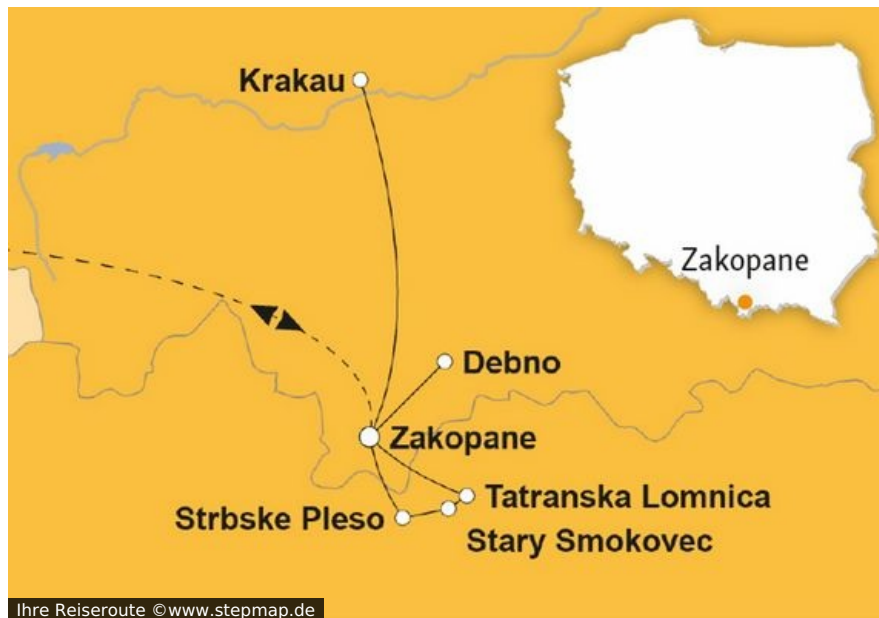 Krakau
Zakopane
Debno
Zakopane
Tatranska Lomnica
Strbske Pleso
Stary Smokovec
Ihre Reiseroute ©www.stepmap.de